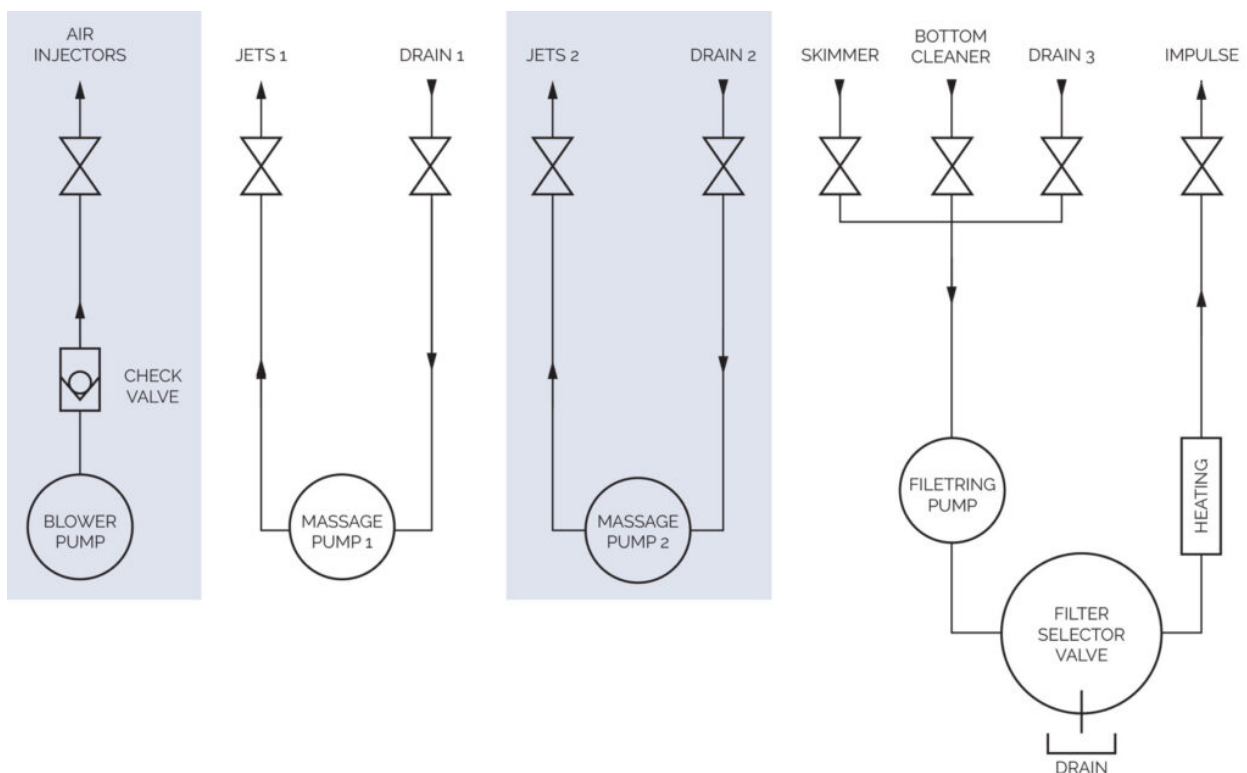 AIR
INJECTORS
JETS 1
DRAIN 1
JETS 2
DRAIN 2
SKIMMER
BOTTOM
CLEANER
DRAIN 3
IMPULSE
CHECK
VALVE
BLOWER
PUMP
MASSAGE
PUMP 1
MASSAGE
PUMP 2
FILETRING
PUMP
HEATING
FILTER
SELECTOR
VALVE
DRAIN